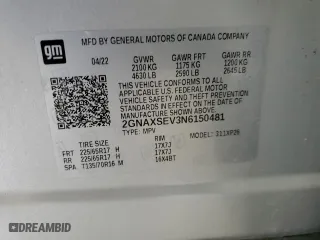 gm
MFD BY GENERAL MOTORS OF CANADA COMPANY
04/22 GVWR GAWR FRT GAWR RR
2100 KG 1175 KG 1200 KG
4630 LB 2590 LB 2645 LB
THIS VEHICLE CONFORMS TO ALL APPLICABLE U.S. FEDERAL MOTOR
VEHICLE SAFETY, BUMPER, AND THEFT PREVENTION STANDARDS
IN EFFECT ON THE DATE OF MANUFACTURE SHOWN ABOVE.
2GNAXSEV3N6150481
TYPE: MPV MODEL:
TIRE SIZE RIM
FRT 225/65R17 H 17X7J
RR 225/65R17 H 17X7J
SPA T135/70R16 M 16X4BT
© DEALER